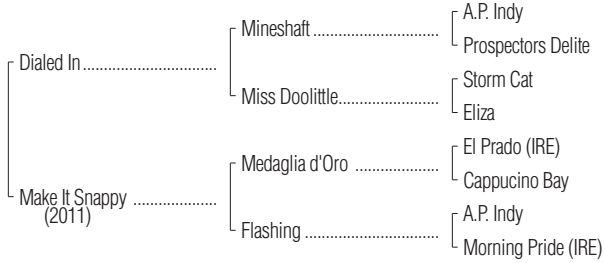 A.P. Indy
Mineshaft ..............................
Prospectors Delite
Dialed In................................
Storm Cat
Miss Doolittle........................
Eliza
El Prado (IRE)
Medaglia d'Oro ....................
Cappucino Bay
Make It Snappy ....................
(2011)
A.P. Indy
Flashing ................................
Morning Pride (IRE)